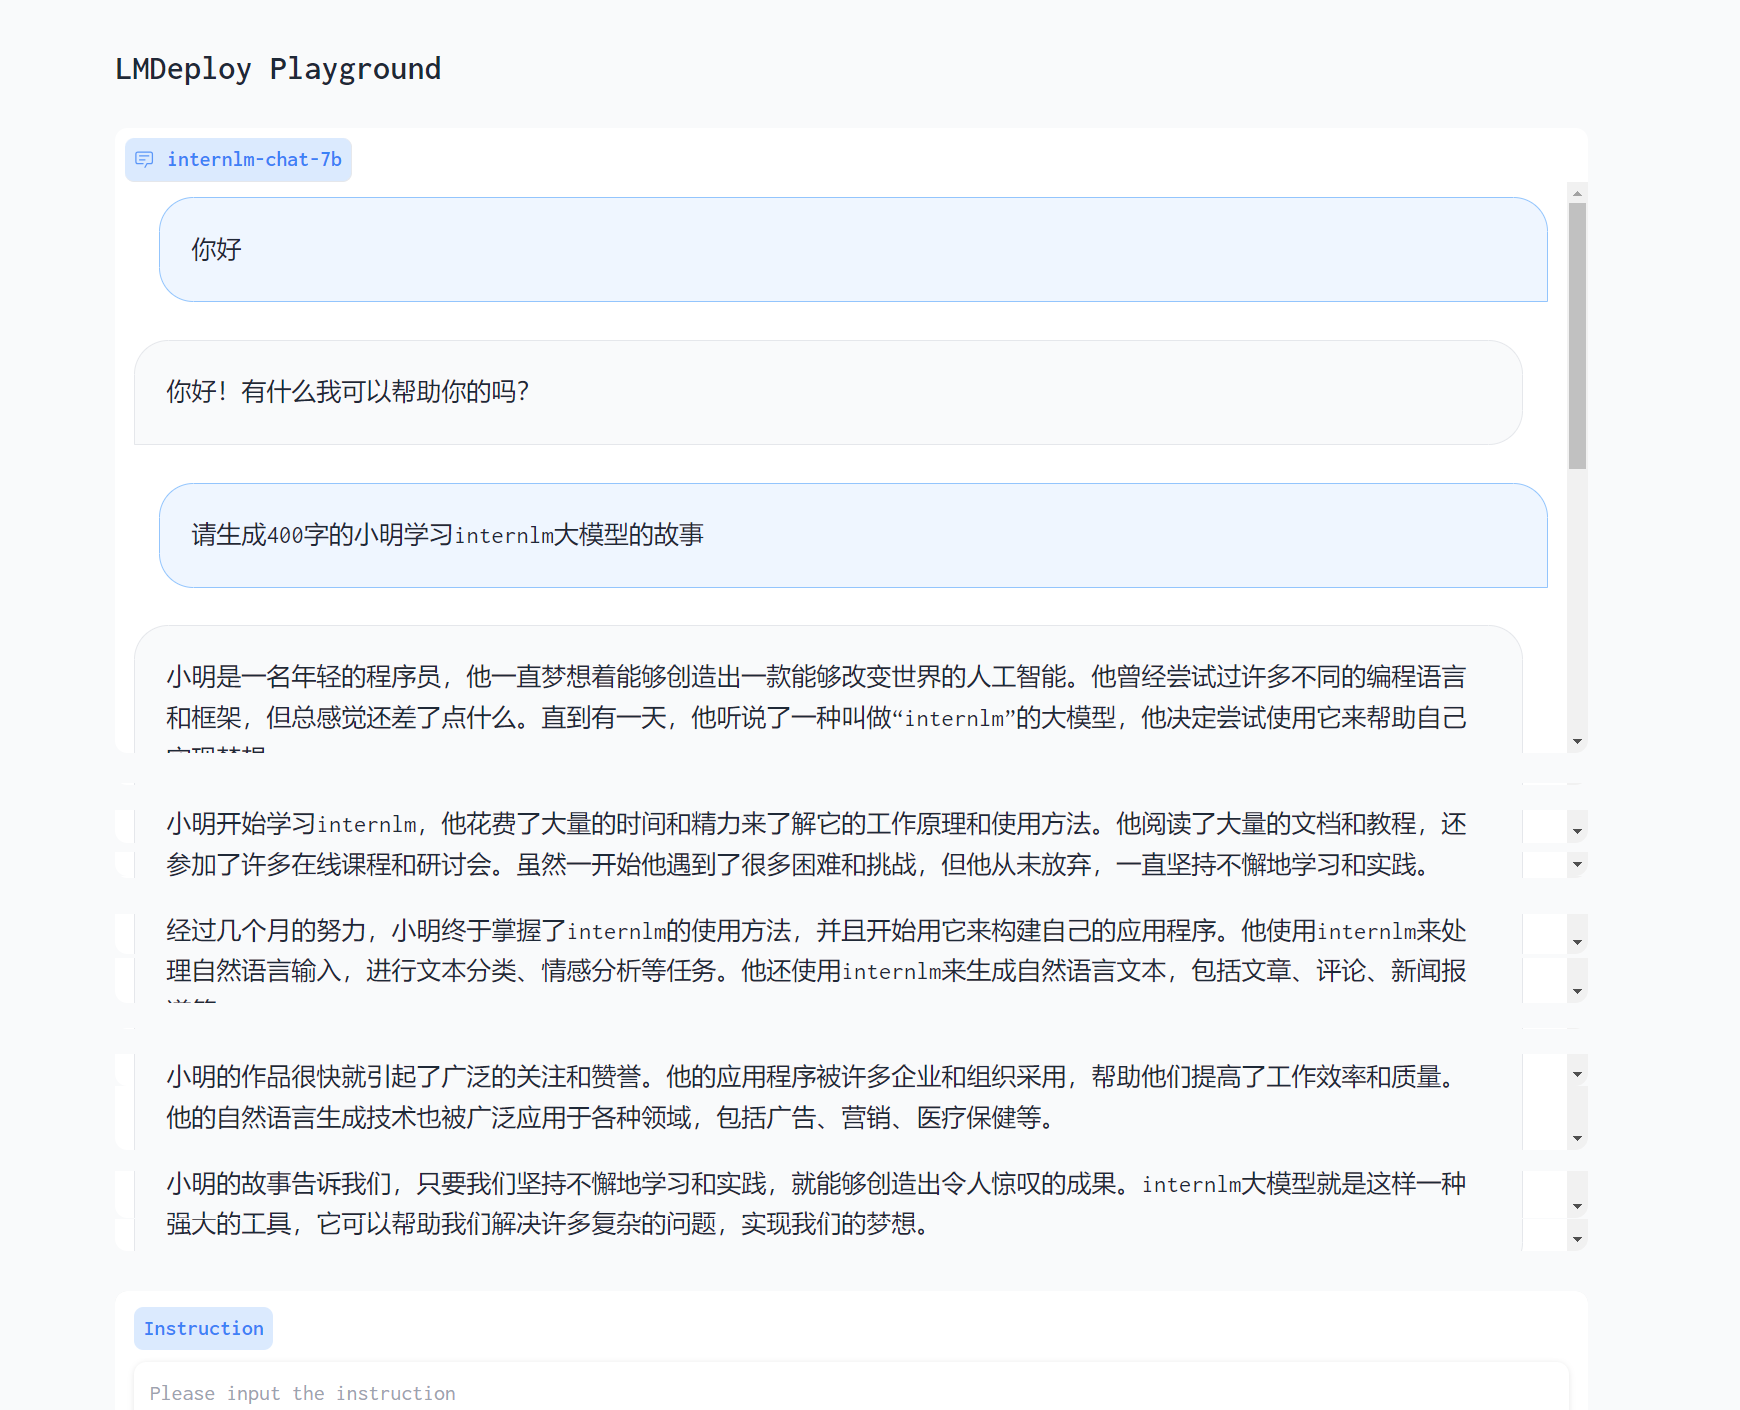 LMDeploy Playground
internlm-chat-7b
你好
你好！有什么我可以帮助你的吗？
请生成400字的小明学习internlm大模型的故事
小明是一名年轻的程序员，他一直梦想着能够创造出一款能够改变世界的人工智能。他曾经尝试过许多不同的编程语言
和框架，但总感觉还差了点什么。直到有一天，他听说了一种叫做“internlm”的大模型，他决定尝试使用它来帮助自己
小明开始学习internlm，他花费了大量的时间和精力来了解它的工作原理和使用方法。他阅读了大量的文档和教程，还
参加了许多在线课程和研讨会。虽然一开始他遇到了很多困难和挑战，但他从未放弃，一直坚持不懈地学习和实践。
经过几个月的努力，小明终于掌握了internlm的使用方法，并且开始用它来构建自己的应用程序。他使用internlm来处
理自然语言输入，进行文本分类、情感分析等任务。他还使用internlm来生成自然语言文本，包括文章、评论、新闻报
小明的作品很快就引起了广泛的关注和赞誉。他的应用程序被许多企业和组织采用，帮助他们提高了工作效率和质量。
他的自然语言生成技术也被广泛应用于各种领域，包括广告、营销、医疗保健等。
小明的故事告诉我们，只要我们坚持不懈地学习和实践，就能够创造出令人惊叹的成果。internlm大模型就是这样一种
强大的工具，它可以帮助我们解决许多复杂的问题，实现我们的梦想。
Instruction
Please input the instruction